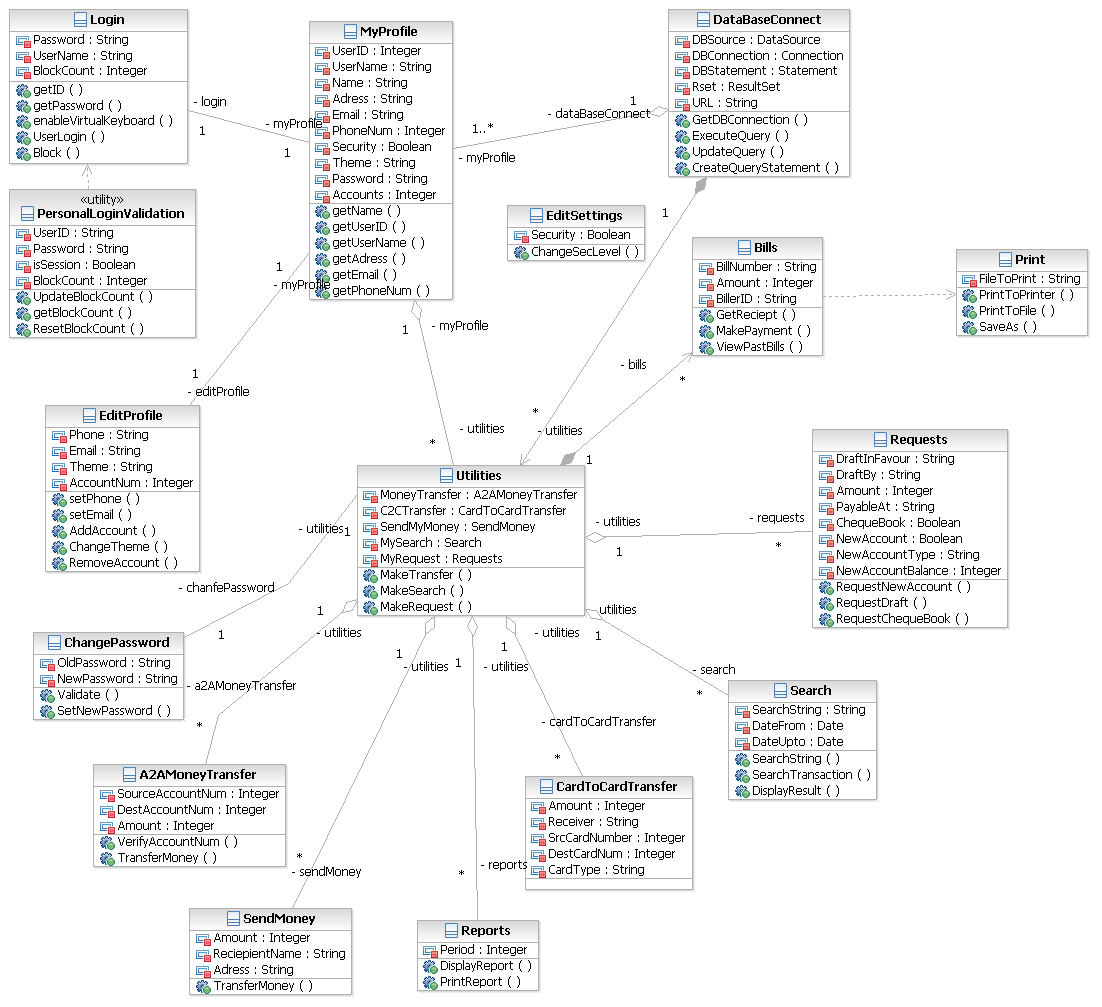 Login
Password : String
UserName : String
BlockCount : Integer
getID ( )
getPassword ( )
enableVirtualKeyboard ( )
UserLogin ( )
Block ( )
- login
1
- myProfile
1
MyProfile
UserID : Integer
UserName : String
Name : String
Adress : String
Email : String
PhoneNum : Integer
Security : Boolean
Theme : String
Password : String
Accounts : Integer
getName ( )
getUserID ( )
getUserName ( )
getAdress ( )
getEmail ( )
getPhoneNum ( )
1..*
- myProfile
- dataBaseConnect
1
DataBaseConnect
DBSource : DataSource
DBConnection : Connection
DBStatement : Statement
Rset : ResultSet
URL : String
GetDBConnection ( )
ExecuteQuery ( )
UpdateQuery ( )
CreateQueryStatement ( )
«utility»
PersonalLoginValidation
UserID : String
Password : String
isSession : Boolean
BlockCount : Integer
UpdateBlockCount ( )
getBlockCount ( )
ResetBlockCount ( )
1
- myProfile
1
- editProfile
1
- myProfile
EditSettings
Security : Boolean
ChangeSecLevel ( )
1
Bills
BillNumber : String
Amount : Integer
BillerID : String
GetReciept ( )
MakePayment ( )
ViewPastBills ( )
Print
FileToPrint : String
PrintToPrinter ( )
PrintToFile ( )
SaveAs ( )
- bills
*
EditProfile
Phone : String
Email : String
Theme : String
AccountNum : Integer
setPhone ( )
setEmail ( )
AddAccount ( )
ChangeTheme ( )
RemoveAccount ( )
- utilities
*
*
- utilities
1
Utilities
MoneyTransfer : A2AMoneyTransfer
C2CTransfer : CardToCardTransfer
SendMyMoney : SendMoney
MySearch : Search
MyRequest : Requests
MakeTransfer ( )
MakeSearch ( )
MakeRequest ( )
- utilities
1
- requests
*
Requests
DraftInFavour : String
DraftBy : String
Amount : Integer
PayableAt : String
ChequeBook : Boolean
NewAccount : Boolean
NewAccountType : String
NewAccountBalance : Integer
RequestNewAccount ( )
RequestDraft ( )
RequestChequeBook ( )
- utilities
1
- chanfePassword
1
ChangePassword
OldPassword : String
NewPassword : String
Validate ( )
SetNewPassword ( )
1
- utilities
- a2AMoneyTransfer
*
1
- utilities
1
- utilities
1
- utilities
utilities
1
- search
*
Search
SearchString : String
DateFrom : Date
DateUpto : Date
SearchString ( )
SearchTransaction ( )
DisplayResult ( )
- cardToCardTransfer
*
A2AMoneyTransfer
SourceAccountNum : Integer
DestAccountNum : Integer
Amount : Integer
VerifyAccountNum ( )
TransferMoney ( )
CardToCardTransfer
Amount : Integer
Receiver : String
SrcCardNumber : Integer
DestCardNum : Integer
CardType : String
*
- sendMoney
- reports
*
SendMoney
Amount : Integer
ReciepientName : String
Adress : String
TransferMoney ( )
Reports
Period : Integer
DisplayReport ( )
PrintReport ( )